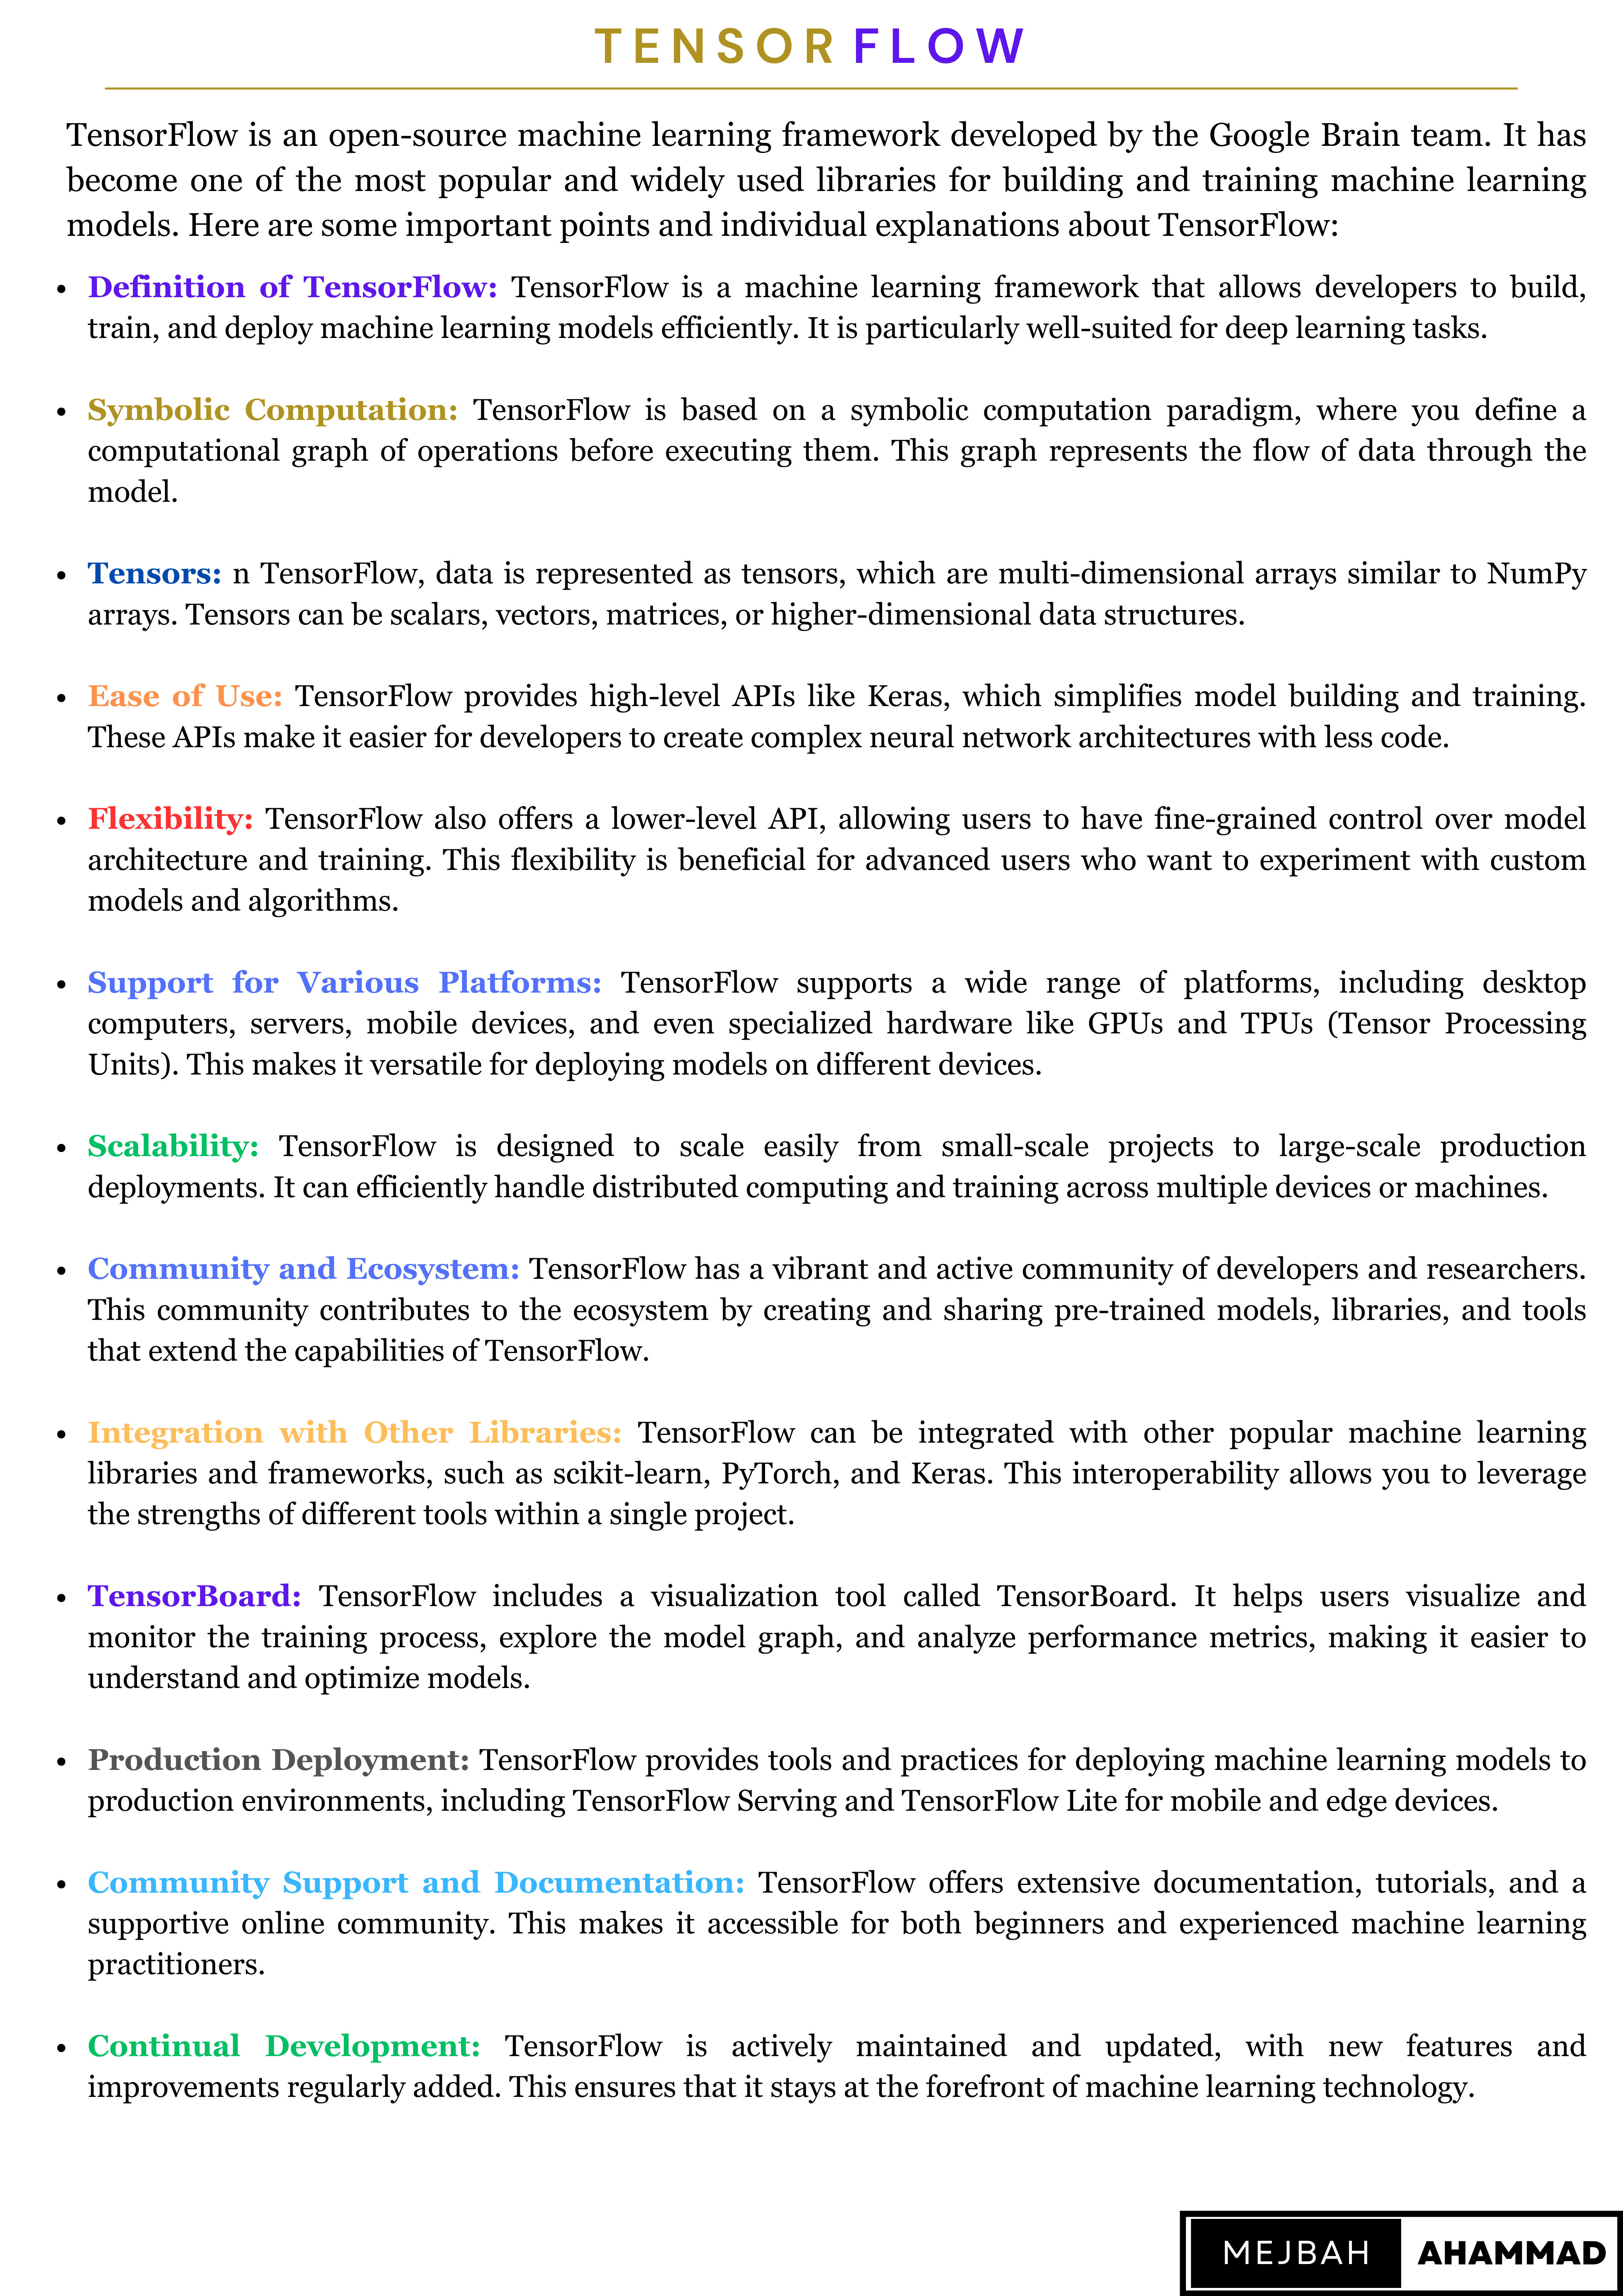 TENSOR FLOW
TensorFlow is an open-source machine learning framework developed by the Google Brain team. It has
become one of the most popular and widely used libraries for building and training machine learning
models. Here are some important points and individual explanations about TensorFlow:
• Definition of TensorFlow: TensorFlow is a machine learning framework that allows developers to build,
train, and deploy machine learning models efficiently. It is particularly well-suited for deep learning tasks.
• Symbolic Computation: TensorFlow is based on a symbolic computation paradigm, where you define a
computational graph of operations before executing them. This graph represents the flow of data through the
model.
• Tensors: n TensorFlow, data is represented as tensors, which are multi-dimensional arrays similar to NumPy
arrays. Tensors can be scalars, vectors, matrices, or higher-dimensional data structures.
• Ease of Use: TensorFlow provides high-level APIs like Keras, which simplifies model building and training.
These APIs make it easier for developers to create complex neural network architectures with less code.
• Flexibility: TensorFlow also offers a lower-level API, allowing users to have fine-grained control over model
architecture and training. This flexibility is beneficial for advanced users who want to experiment with custom
models and algorithms.
• Support for Various Platforms: TensorFlow supports a wide range of platforms, including desktop
computers, servers, mobile devices, and even specialized hardware like GPUs and TPUs (Tensor Processing
Units). This makes it versatile for deploying models on different devices.
• Scalability: TensorFlow is designed to scale easily from small-scale projects to large-scale production
deployments. It can efficiently handle distributed computing and training across multiple devices or machines.
• Community and Ecosystem: TensorFlow has a vibrant and active community of developers and researchers.
This community contributes to the ecosystem by creating and sharing pre-trained models, libraries, and tools
that extend the capabilities of TensorFlow.
• Integration with Other Libraries: TensorFlow can be integrated with other popular machine learning
libraries and frameworks, such as scikit-learn, PyTorch, and Keras. This interoperability allows you to leverage
the strengths of different tools within a single project.
• TensorBoard: TensorFlow includes a visualization tool called TensorBoard. It helps users visualize and
monitor the training process, explore the model graph, and analyze performance metrics, making it easier to
understand and optimize models.
• Production Deployment: TensorFlow provides tools and practices for deploying machine learning models to
production environments, including TensorFlow Serving and TensorFlow Lite for mobile and edge devices.
• Community Support and Documentation: TensorFlow offers extensive documentation, tutorials, and a
supportive online community. This makes it accessible for both beginners and experienced machine learning
practitioners.
• Continual Development: TensorFlow is actively maintained and updated, with new features and
improvements regularly added. This ensures that it stays at the forefront of machine learning technology.
MEJBAH AHAMMAD